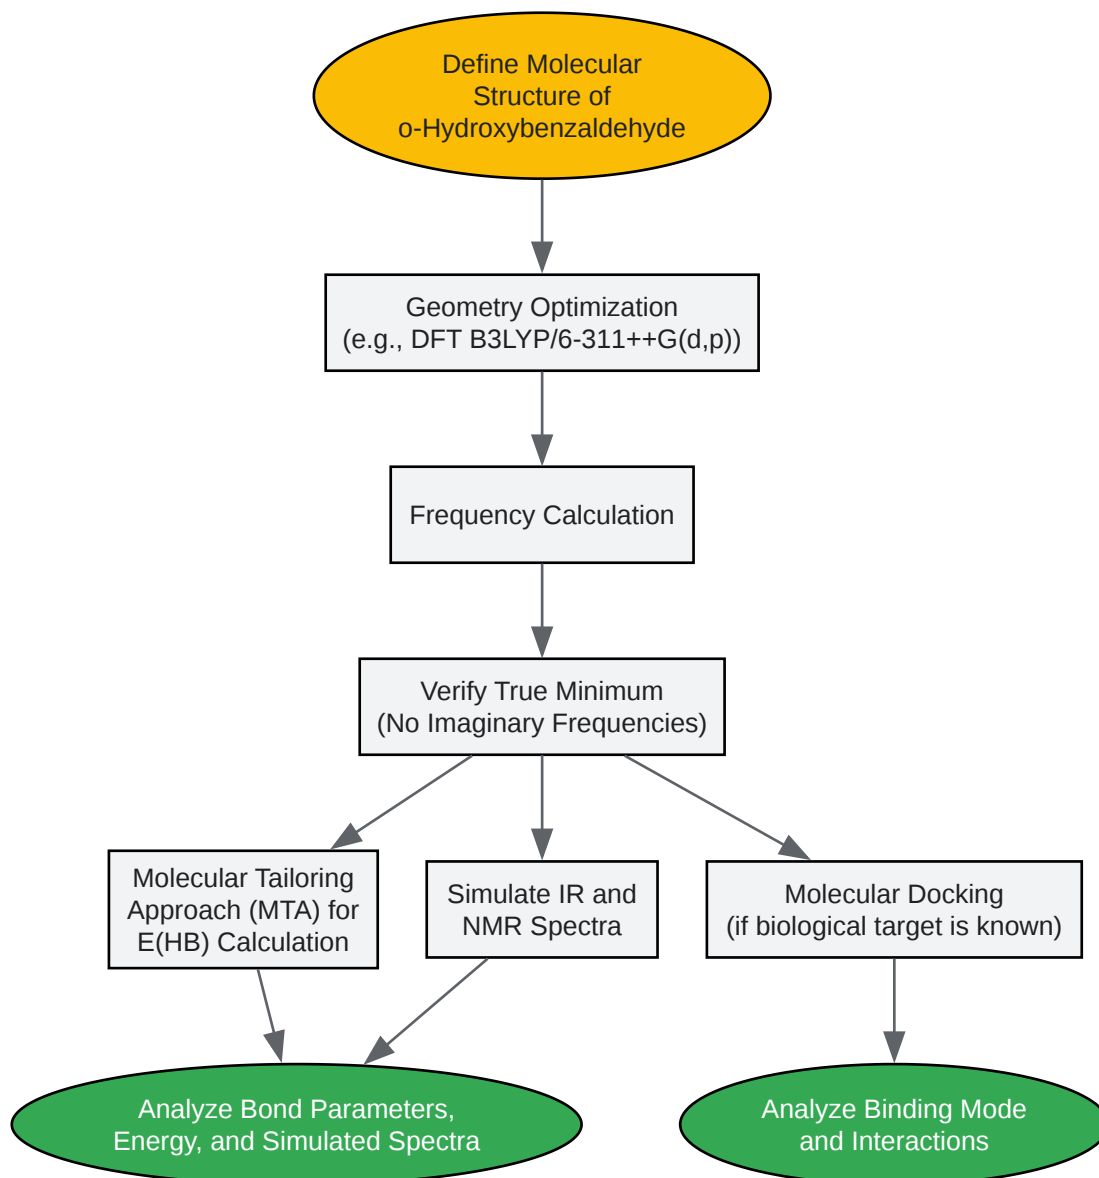 Define Molecular
Structure of
o-Hydroxybenzaldehyde
Geometry Optimization
(e.g., DFT B3LYP/6-311++G(d,p))
Frequency Calculation
Verify True Minimum
(No Imaginary Frequencies)
Molecular Tailoring
Approach (MTA) for
E(HB) Calculation
Simulate IR and
NMR Spectra
Molecular Docking
(if biological target is known)
Analyze Bond Parameters,
Energy, and Simulated Spectra
Analyze Binding Mode
and Interactions